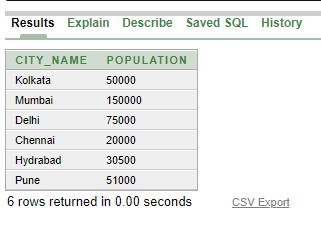 Results Explain Describe Saved SQL History
CITY_NAME POPULATION
Kolkata 50000
Mumbai 150000
Delhi 75000
Chennai 20000
Hydrabad 30500
Pune 51000
6 rows returned in 0.00 seconds CSV Export